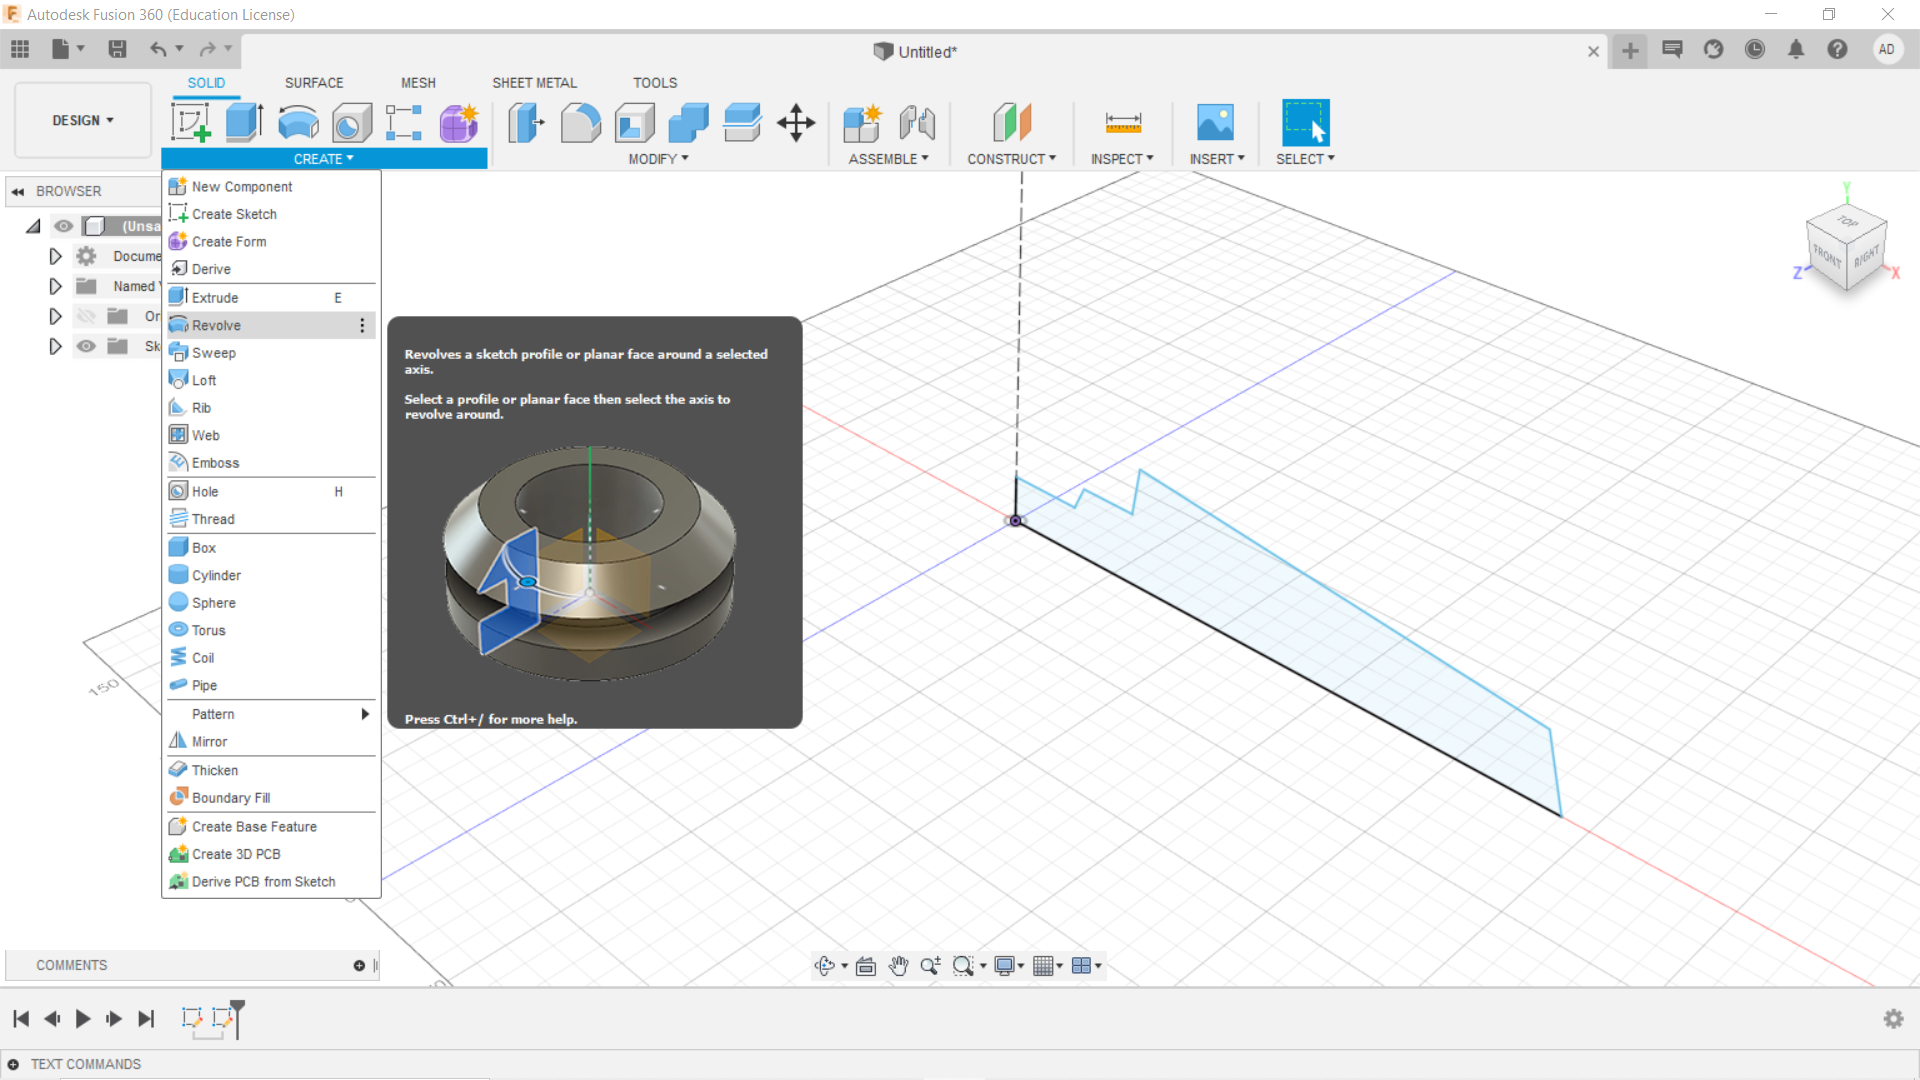 Autodesk Fusion 360 (Education License)
Untitled*
AD
SOLID
SURFACE
MESH
SHEET METAL
TOOLS
DESIGN
CREATE
MODIFY
ASSEMBLE
CONSTRUCT
INSPECT
INSERT
SELECT
BROWSER
(Unsa
Docume
Named
Or
Sk
New Component
Create Sketch
Create Form
Derive
Extrude E
Revolve
Sweep
Loft
Rib
Web
Emboss
Hole H
Thread
Box
Cylinder
Sphere
Torus
Coil
Pipe
Pattern
Mirror
Thicken
Boundary Fill
Create Base Feature
Create 3D PCB
Derive PCB from Sketch
Revolves a sketch profile or planar face around a selected
axis.
Select a profile or planar face then select the axis to
revolve around.
Press Ctrl+/ for more help.
Y
TOP
FRONT
RIGHT
Z
X
150
COMMENTS
TEXT COMMANDS